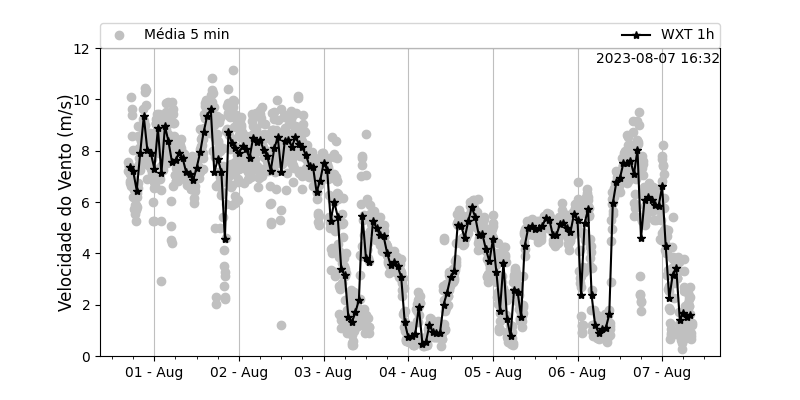 Média 5 min
WXT 1h
2023-08-07 16:32
Velocidade do Vento (m/s)
12
10
8
6
4
2
0
01 - Aug
02 - Aug
03 - Aug
04 - Aug
05 - Aug
06 - Aug
07 - Aug